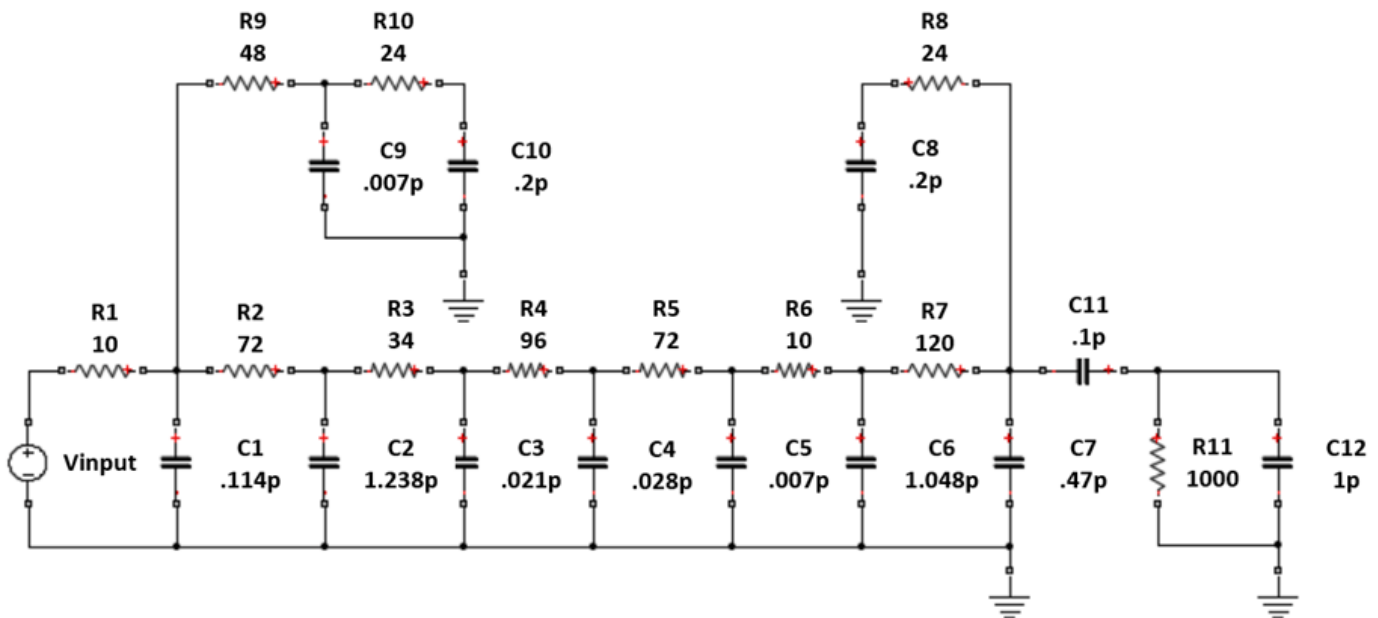 R9
48
R10
24
R8
24
C9
.007p
C10
.2p
C8
.2p
R1
10
R2
72
R3
34
R4
96
R5
72
R6
10
R7
120
C11
.1p
Vinput
C1
.114p
C2
1.238p
C3
.021p
C4
.028p
C5
.007p
C6
1.048p
C7
.47p
R11
1000
C12
1p